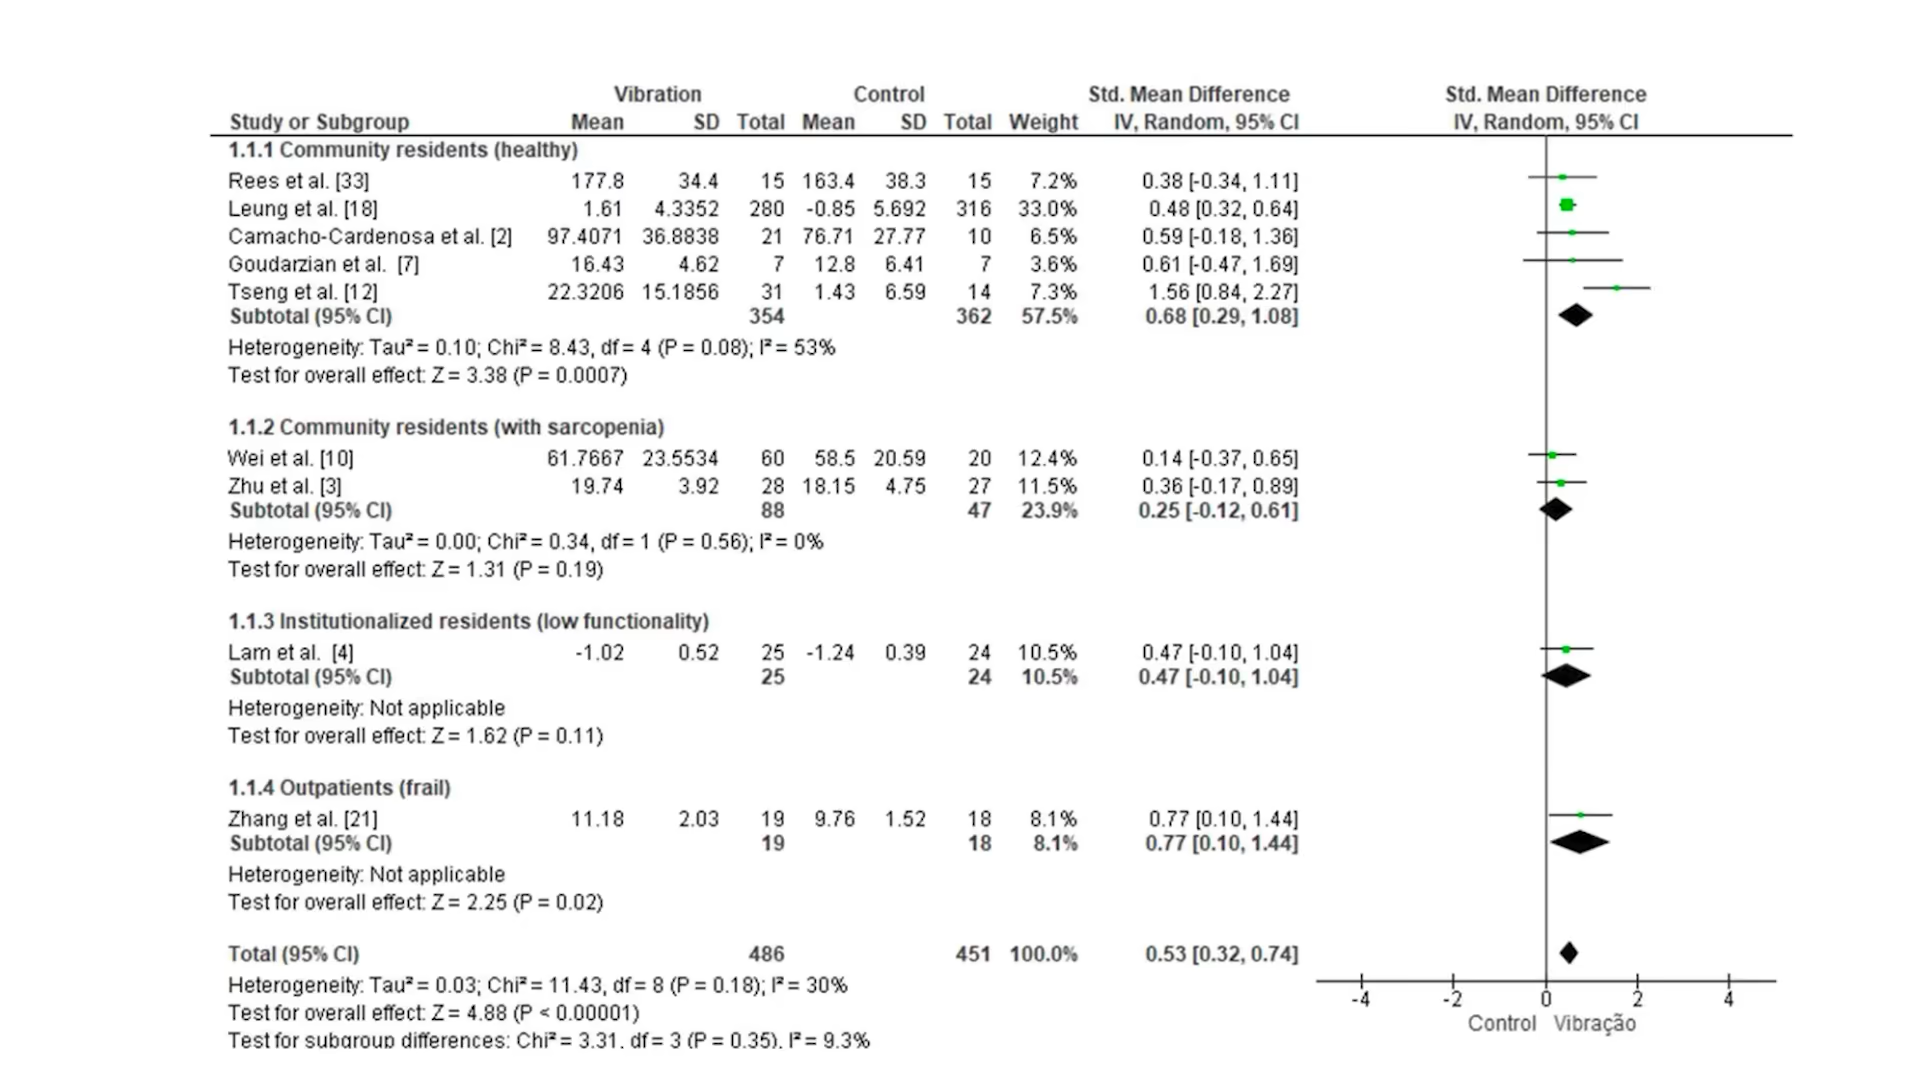 Vibration Control Std. Mean Difference Std. Mean Difference
Study or Subgroup Mean SD Total Mean SD Total Weight IV, Random, 95% CI IV, Random, 95% CI
1.1.1 Community residents (healthy)
Rees et al. [33] 177.8 34.4 15 163.4 38.3 15 7.2% 0.38 [-0.34, 1.11]
Leung et al. [18] 1.61 4.3352 280 -0.85 5.692 316 33.0% 0.48 [0.32, 0.64]
Camacho-Cardenosa et al. [2] 97.4071 36.8838 21 76.71 27.77 10 6.5% 0.59 [-0.18, 1.36]
Goudarzian et al. [7] 16.43 4.62 7 12.8 6.41 7 3.6% 0.61 [-0.47, 1.69]
Tseng et al. [12] 22.3206 15.1856 31 1.43 6.59 14 7.3% 1.56 [0.84, 2.27]
Subtotal (95% CI) 354 362 57.5% 0.68 [0.29, 1.08]
Heterogeneity: Tau² = 0.10; Chi² = 8.43, df = 4 (P = 0.08); I² = 53%
Test for overall effect: Z = 3.38 (P = 0.0007)
1.1.2 Community residents (with sarcopenia)
Wei et al. [10] 61.7667 23.5534 60 58.5 20.59 20 12.4% 0.14 [-0.37, 0.65]
Zhu et al. [3] 19.74 3.92 28 18.15 4.75 27 11.5% 0.36 [-0.17, 0.89]
Subtotal (95% CI) 88 47 23.9% 0.25 [-0.12, 0.61]
Heterogeneity: Tau² = 0.00; Chi² = 0.34, df = 1 (P = 0.56); I² = 0%
Test for overall effect: Z = 1.31 (P = 0.19)
1.1.3 Institutionalized residents (low functionality)
Lam et al. [4] -1.02 0.52 25 -1.24 0.39 24 10.5% 0.47 [-0.10, 1.04]
Subtotal (95% CI) 25 24 10.5% 0.47 [-0.10, 1.04]
Heterogeneity: Not applicable
Test for overall effect: Z = 1.62 (P = 0.11)
1.1.4 Outpatients (frail)
Zhang et al. [21] 11.18 2.03 19 9.76 1.52 18 8.1% 0.77 [0.10, 1.44]
Subtotal (95% CI) 19 18 8.1% 0.77 [0.10, 1.44]
Heterogeneity: Not applicable
Test for overall effect: Z = 2.25 (P = 0.02)
Total (95% CI) 486 451 100.0% 0.53 [0.32, 0.74]
Heterogeneity: Tau² = 0.03; Chi² = 11.43, df = 8 (P = 0.18); I² = 30%
Test for overall effect: Z = 4.88 (P < 0.00001)
Test for subgroup differences: Chi² = 3.31, df = 3 (P = 0.35), I² = 9.3%
-4 -2 0 2 4
Control Vibração